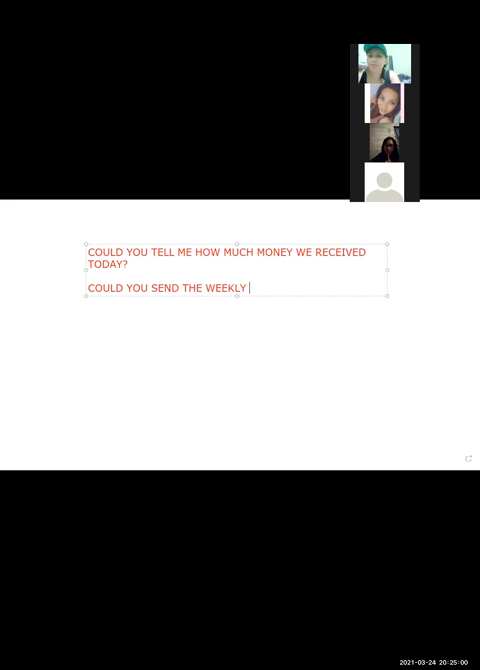 COULD YOU TELL ME HOW MUCH MONEY WE RECEIVED
TODAY?
COULD YOU SEND THE WEEKLY
2021-03-24 20:25:00